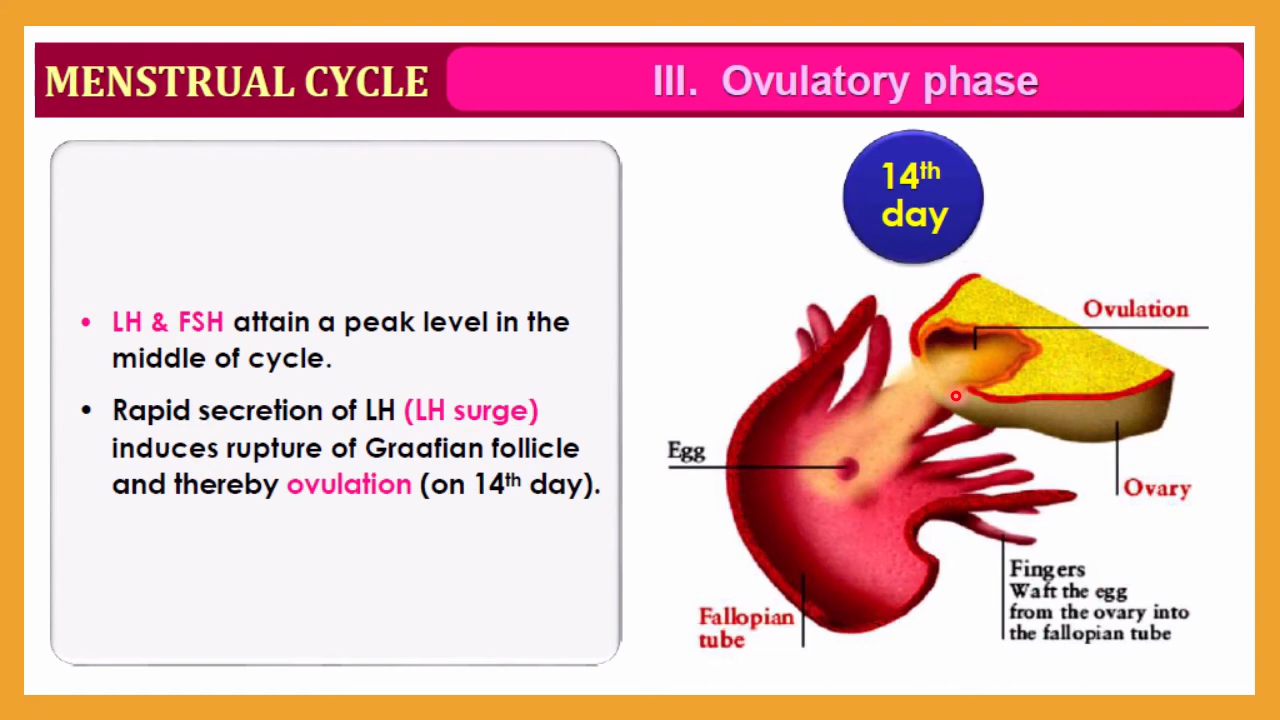 MENSTRUAL CYCLE
III. Ovulatory phase
14th
day
• LH & FSH attain a peak level in the
middle of cycle.
• Rapid secretion of LH (LH surge)
induces rupture of Graafian follicle
and thereby ovulation (on 14th day).
Ovulation
Egg
Ovary
Fingers
Waft the egg
from the ovary into
the fallopian tube
Fallopian
tube